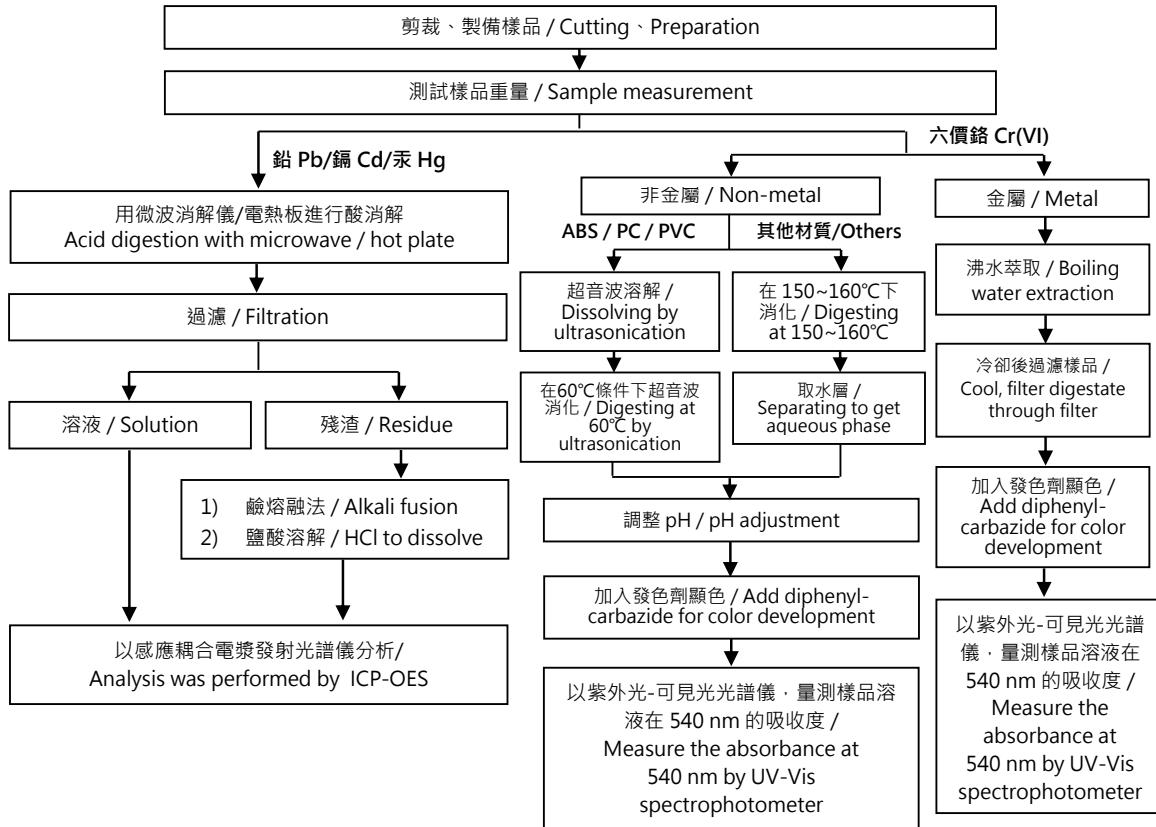 剪裁、製備樣品 / Cutting、Preparation
測試樣品重量 / Sample measurement
鉛 Pb/鎘 Cd/汞 Hg
六價鉻 Cr(VI)
用微波消解儀/電熱板進行酸消解
Acid digestion with microwave / hot plate
過濾 / Filtration
溶液 / Solution
殘渣 / Residue
1) 鹼熔融法 / Alkali fusion
2) 鹽酸溶解 / HCl to dissolve
以感應耦合電漿發射光譜儀分析/
Analysis was performed by ICP-OES
非金屬 / Non-metal
ABS / PC / PVC
其他材質/Others
超音波溶解 /
Dissolving by
ultrasonication
在60℃條件下超音波
消化 / Digesting at
60℃ by
ultrasonication
在 150~160℃下
消化 / Digesting
at 150~160℃
取水層 /
Separating to get
aqueous phase
調整 pH / pH adjustment
加入發色劑顯色 / Add diphenyl-
carbazide for color development
以紫外光-可見光光譜儀，量測樣品溶
液在 540 nm 的吸收度 /
Measure the absorbance at
540 nm by UV-Vis
spectrophotometer
金屬 / Metal
沸水萃取 / Boiling
water extraction
冷卻後過濾樣品 /
Cool, filter digestate
through filter
加入發色劑顯色 /
Add diphenyl-
carbazide for color
development
以紫外光-可見光光譜
儀，量測樣品溶液在
540 nm 的吸收度 /
Measure the
absorbance at
540 nm by UV-Vis
spectrophotometer